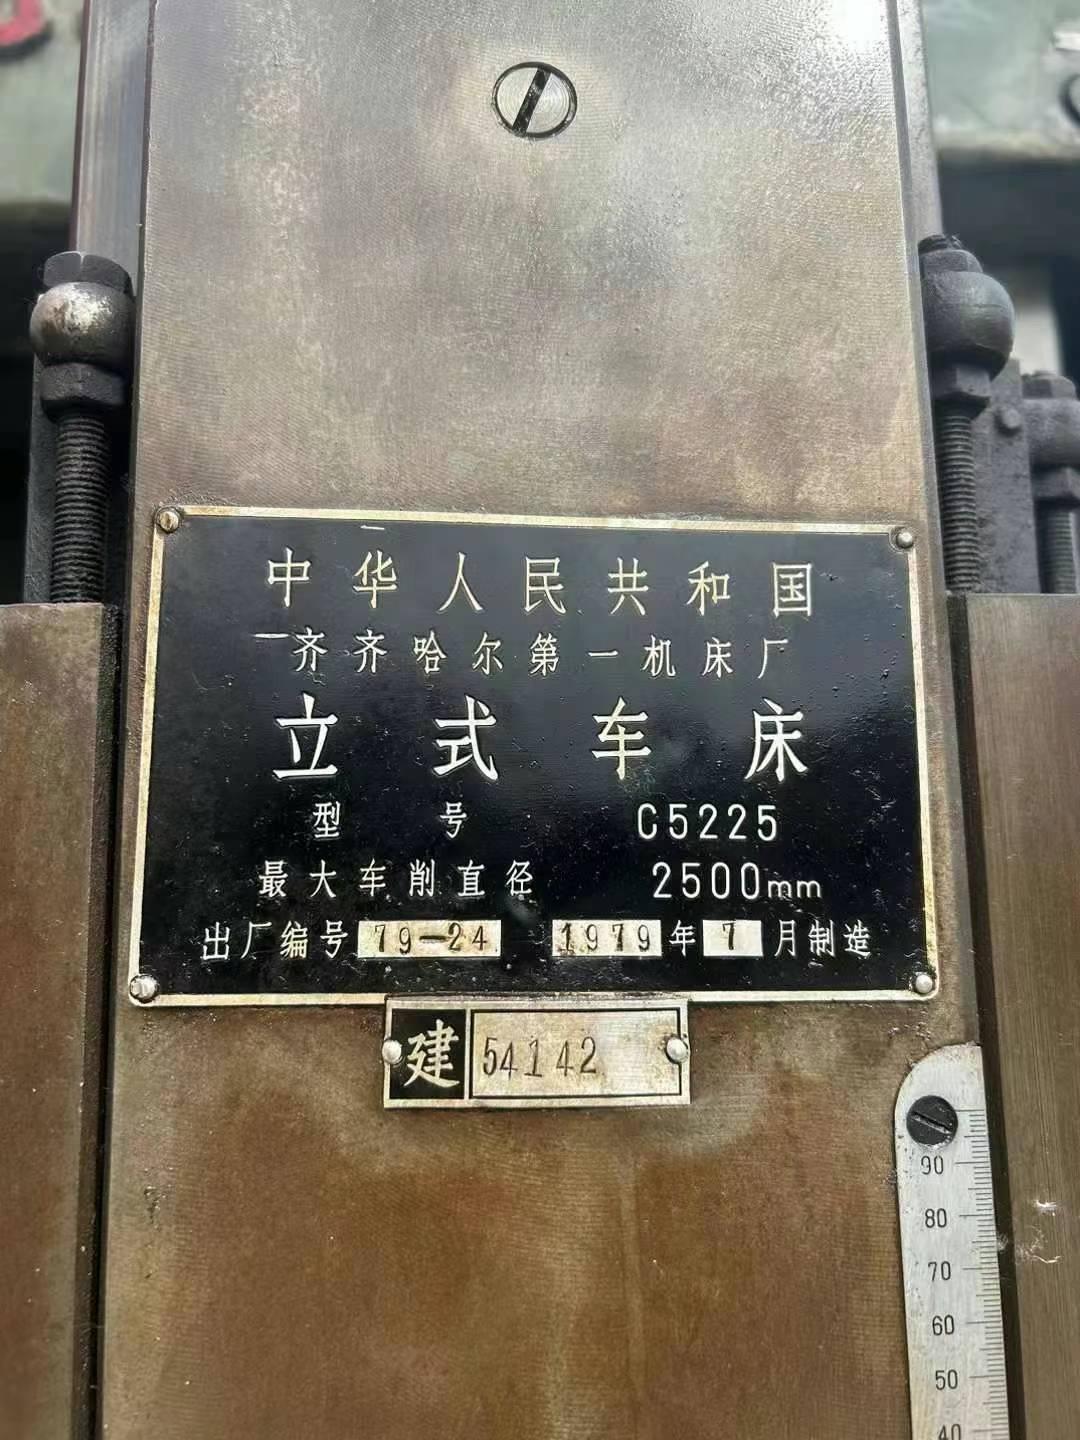 中华人民共和国
齐齐哈尔第一机床厂
立式车床
型号 C5225
最大车削直径 2500mm
出厂编号 79-24 1979年7月制造
建 54142
90
80
70
60
50
40